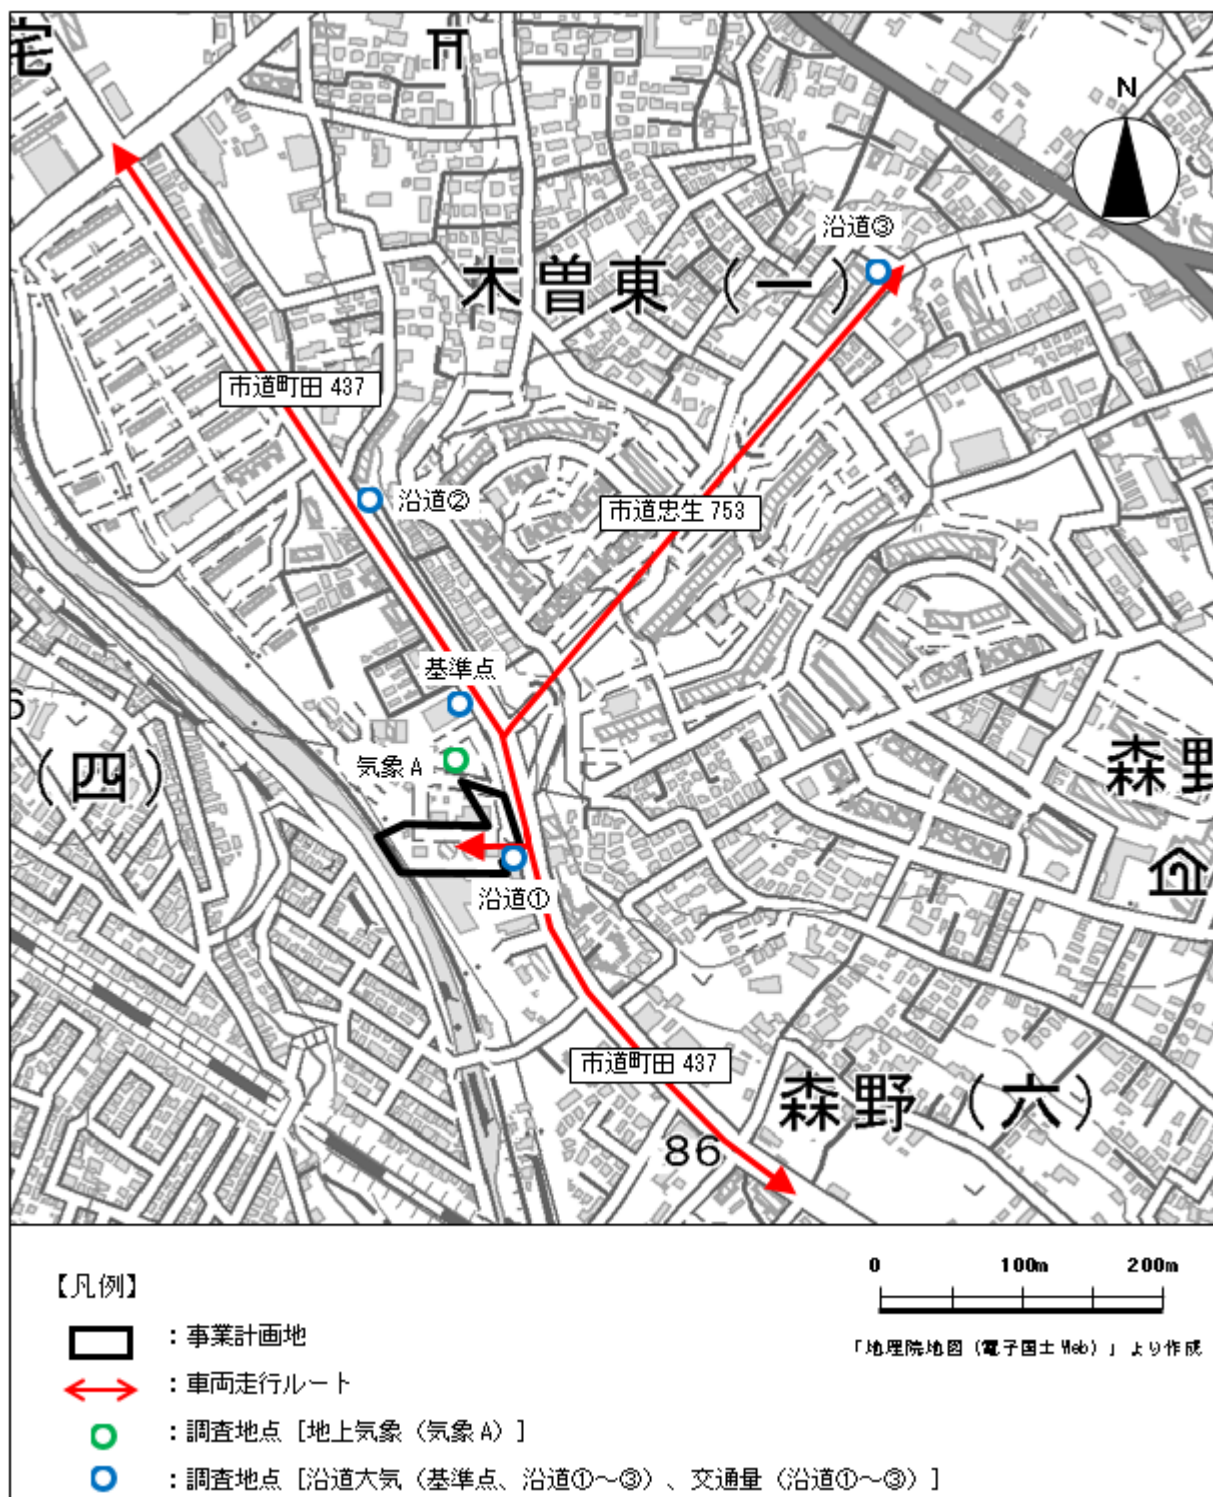 宅
N
沿道③
木曽東（一）
市道町田 437
沿道②
市道忠生 753
基準点
気象 A
（四）
森野
沿道①
市道町田 437
森野（六）
86
【凡例】
：事業計画地
：車両走行ルート
：調査地点［地上気象（気象 A）］
：調査地点［沿道大気（基準点、沿道①～③）、交通量（沿道①～③）］
0 100m 200m
「地理院地図（電子国土 Web）」より作成